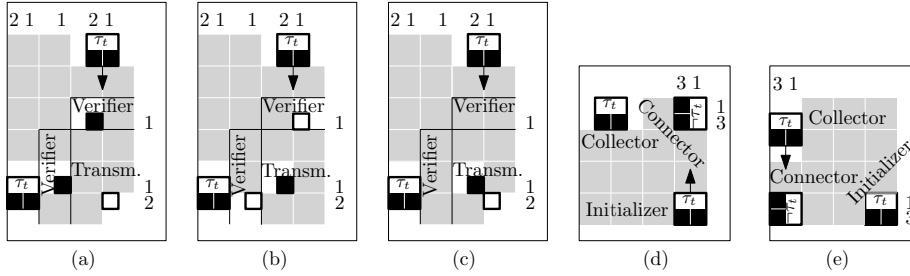 2 1 1 2 1
τt
Verifier
1
Verifier
Transm.
τt
1
2
(a)
2 1 1 2 1
τt
Verifier
1
Verifier
Transm.
τt
1
2
(b)
2 1 1 2 1
τt
Verifier
1
Verifier
Transm.
τt
1
2
(c)
3 1
τt
τt
1
3
Connector
Collector
Initializer
τt
(d)
3 1
τt
Collector
Connector
Initializer
τt
τt
1
(e)